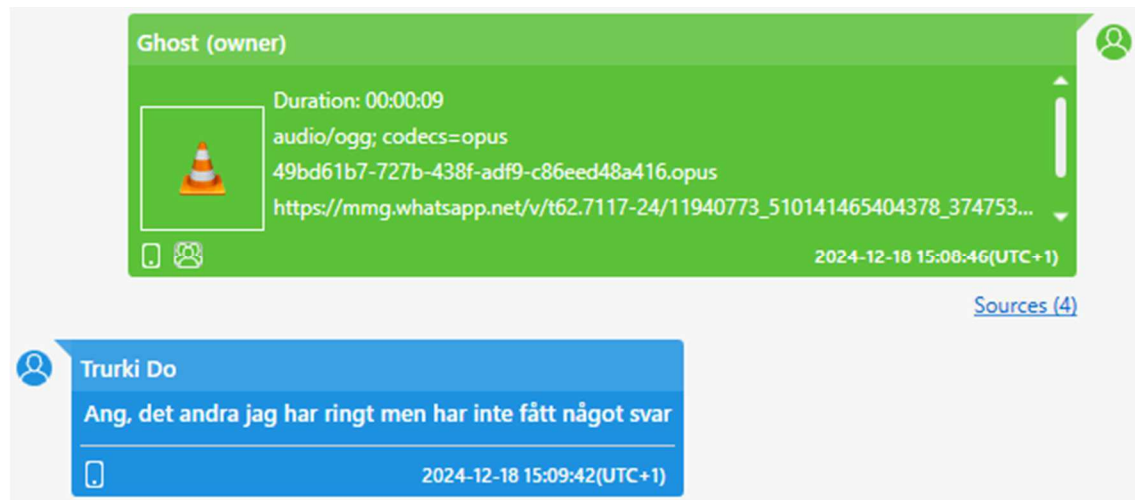 Ghost (owner)
Duration: 00:00:09
audio/ogg; codecs=opus
49bd61b7-727b-438f-adf9-c86eed48a416.opus
https://mmg.whatsapp.net/v/t62.7117-24/11940773_510141465404378_374753...
2024-12-18 15:08:46(UTC+1)
Sources (4)
Trurki Do
Ang, det andra jag har ringt men har inte fått något svar
2024-12-18 15:09:42(UTC+1)